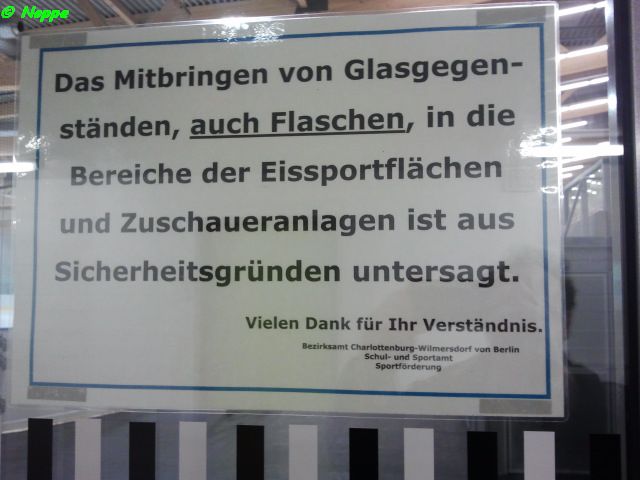 © Noppa
Das Mitbringen von Glasgegen-
ständen, auch Flaschen, in die
Bereiche der Eissportflächen
und Zuschaueranlagen ist aus
Sicherheitsgründen untersagt.
Vielen Dank für Ihr Verständnis.
Bezirksamt Charlottenburg-Wilmersdorf von Berlin
Schul- und Sportamt
Sportförderung